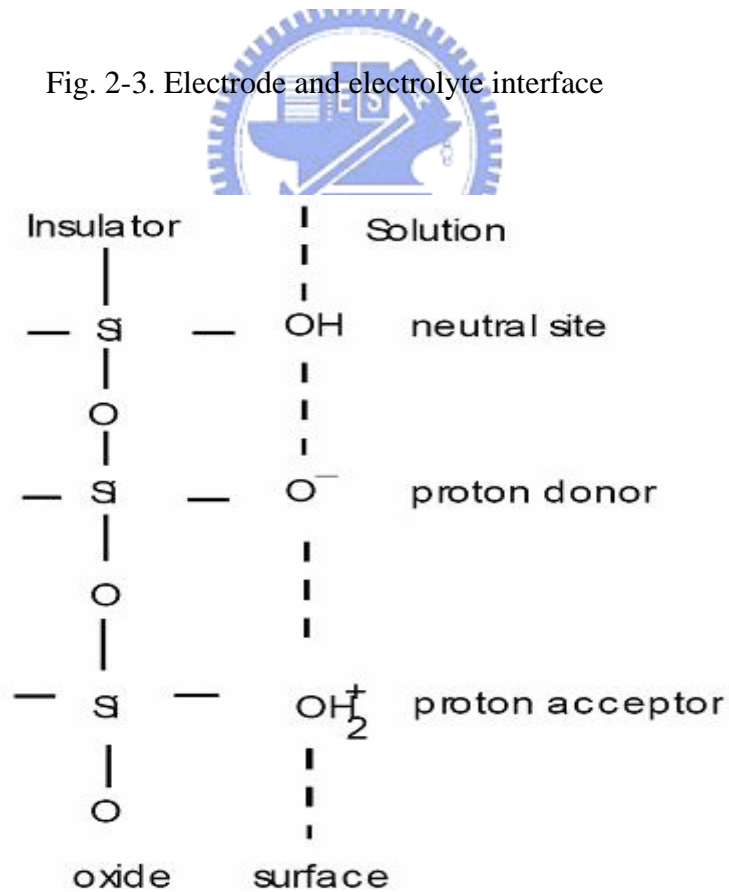 Fig. 2-3. Electrode and electrolyte interface
ES
Insulator Solution
Si OH neutral site
O
Si O⁻ proton donor
O
Si OH₂⁺ proton acceptor
O
oxide surface